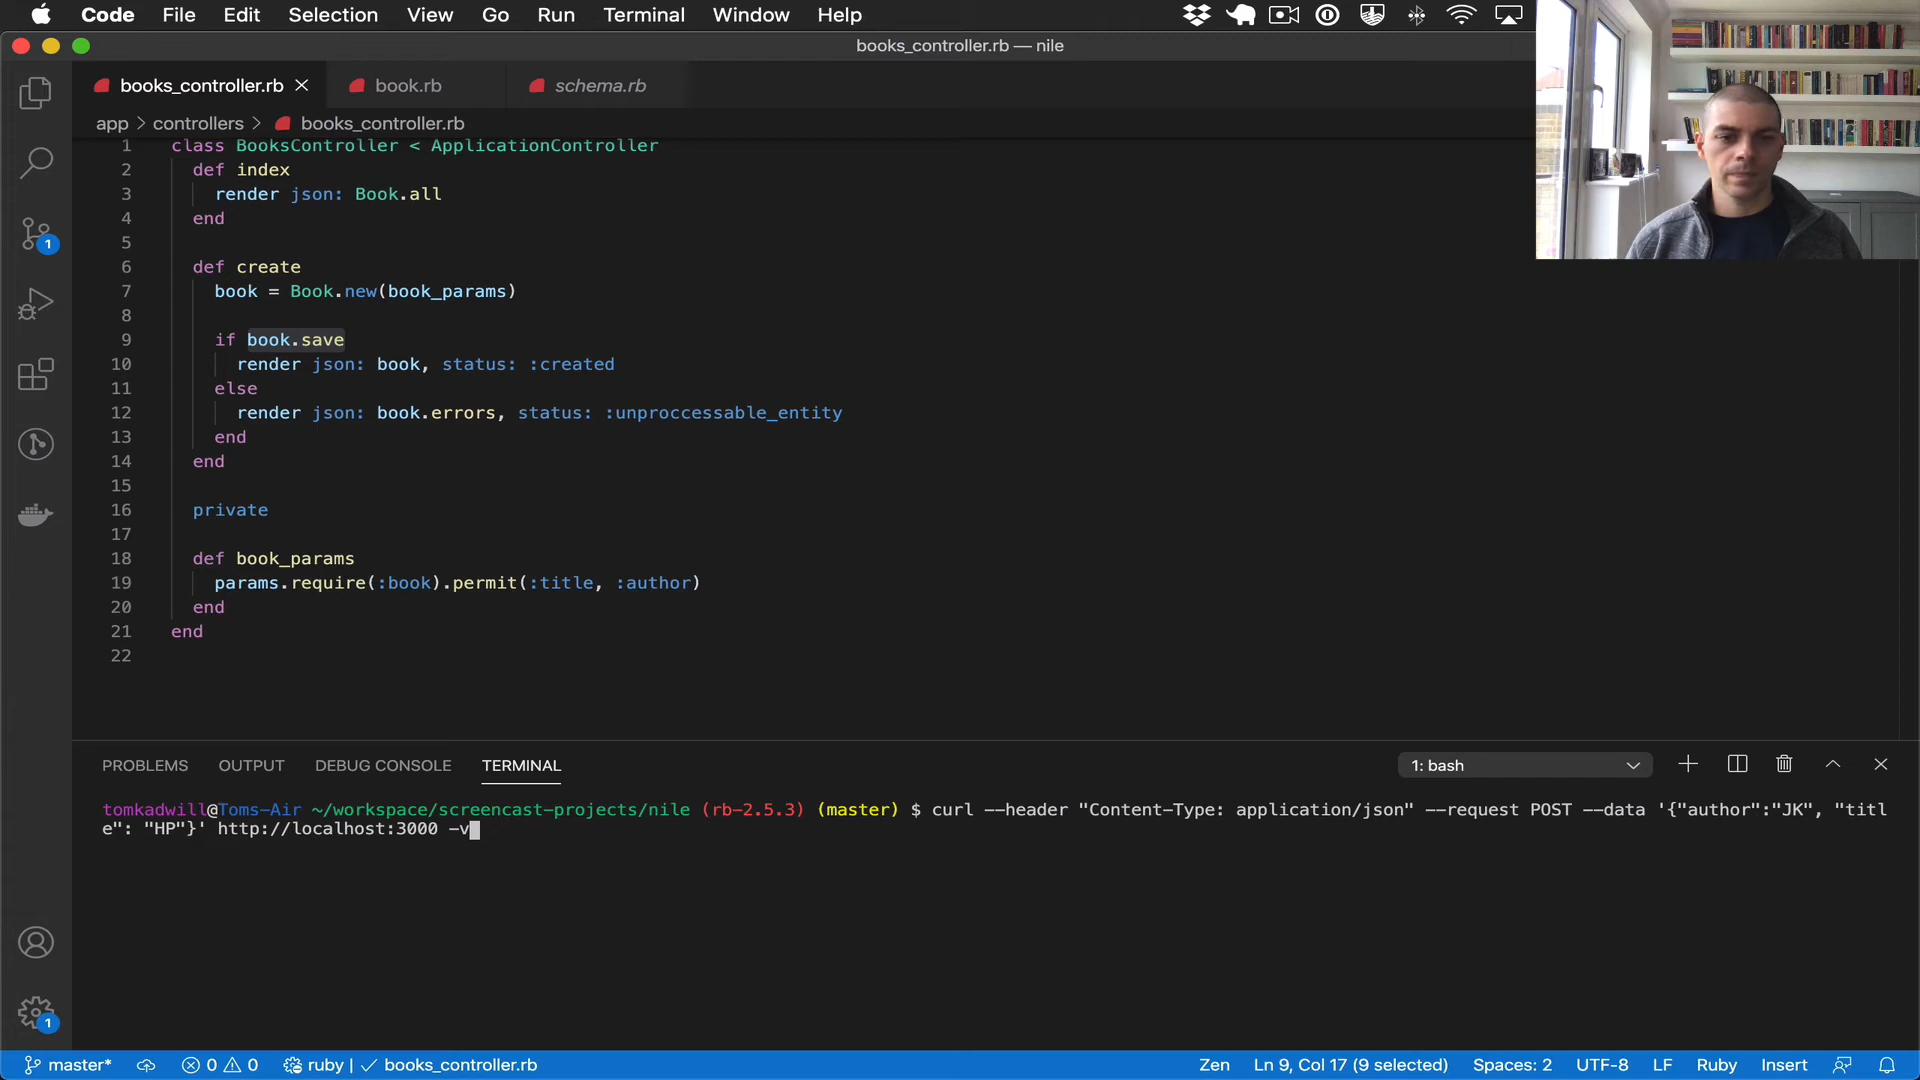 Code File Edit Selection View Go Run Terminal Window Help
books_controller.rb — nile
books_controller.rb book.rb schema.rb
app > controllers > books_controller.rb
1 class BooksController < ApplicationController
2 def index
3 render json: Book.all
4 end
5
6 def create
7 book = Book.new(book_params)
8
9 if book.save
10 render json: book, status: :created
11 else
12 render json: book.errors, status: :unproccessable_entity
13 end
14 end
15
16 private
17
18 def book_params
19 params.require(:book).permit(:title, :author)
20 end
21 end
22
1
PROBLEMS OUTPUT DEBUG CONSOLE TERMINAL 1: bash
tomkadwill@Toms-Air ~/workspace/screencast-projects/nile (rb-2.5.3) (master) $ curl --header "Content-Type: application/json" --request POST --data '{"author":"JK", "titl
e": "HP"}' http://localhost:3000 -v
1
master* 0 0 ruby | ✓ books_controller.rb Zen Ln 9, Col 17 (9 selected) Spaces: 2 UTF-8 LF Ruby Insert